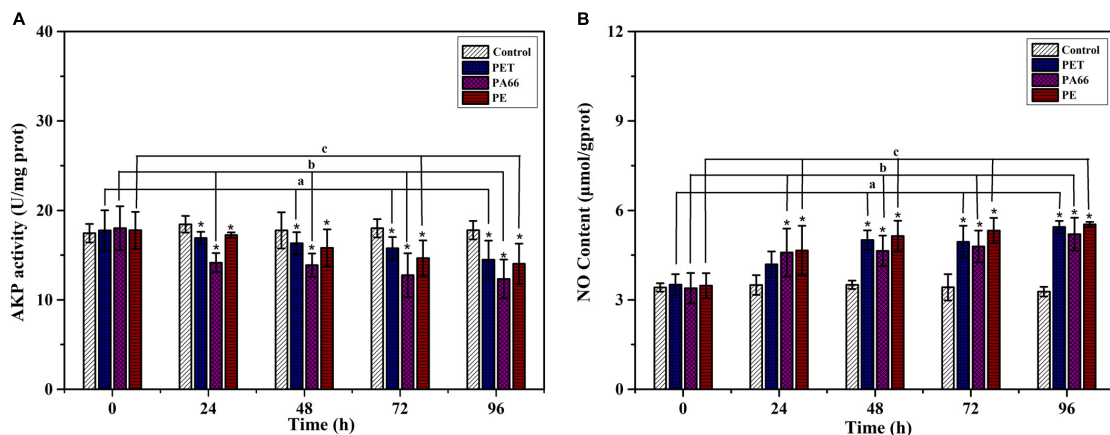 A
AKP activity (U/mg prot)
40
30
20
10
0
Control
PET
PA66
PE
c
b
a
* * *
* * *
* * *
* * *
0 24 48 72 96
Time (h)
B
NO Content (μmol/gprot)
12
9
6
3
0
Control
PET
PA66
PE
c
b
a
* *
* * *
* * *
* * *
0 24 48 72 96
Time (h)